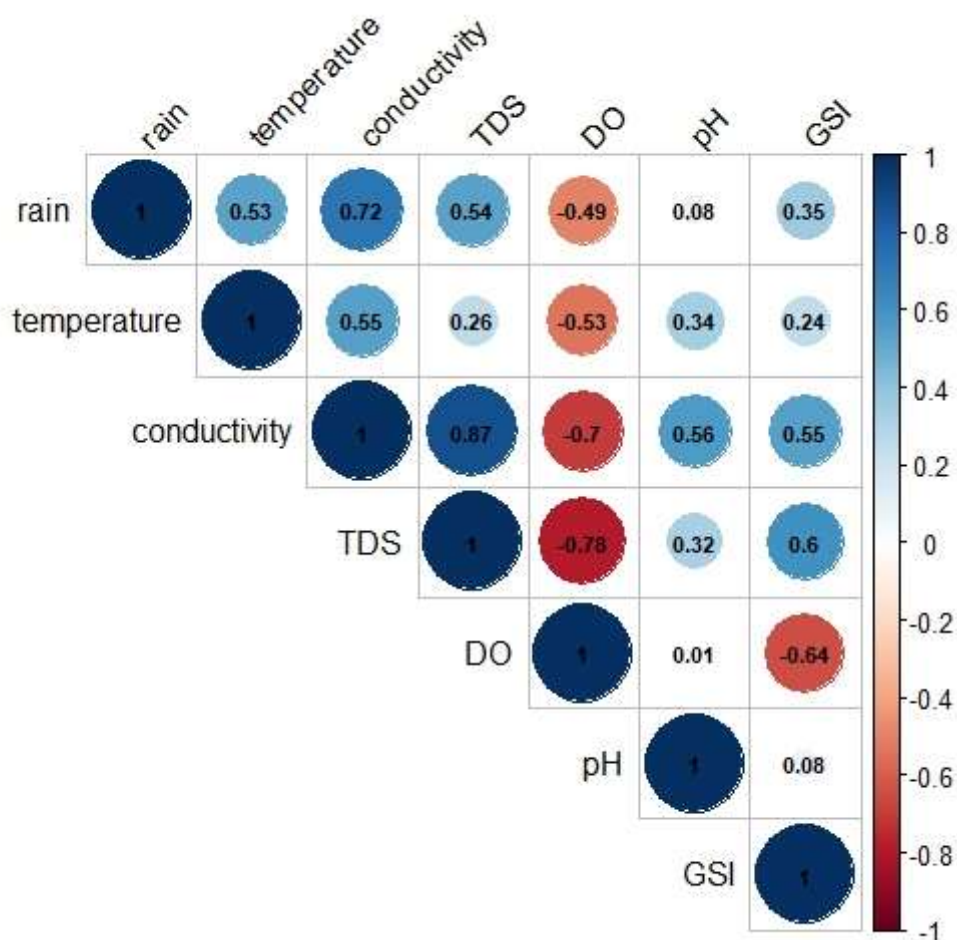 rain temperature conductivity TDS DO pH GSI
rain 1 0.53 0.72 0.54 -0.49 0.08 0.35
temperature 1 0.55 0.26 -0.53 0.34 0.24
conductivity 1 0.87 -0.7 0.56 0.55
TDS 1 -0.78 0.32 0.6
DO 1 0.01 -0.64
pH 1 0.08
GSI 1
1
0.8
0.6
0.4
0.2
0
-0.2
-0.4
-0.6
-0.8
-1